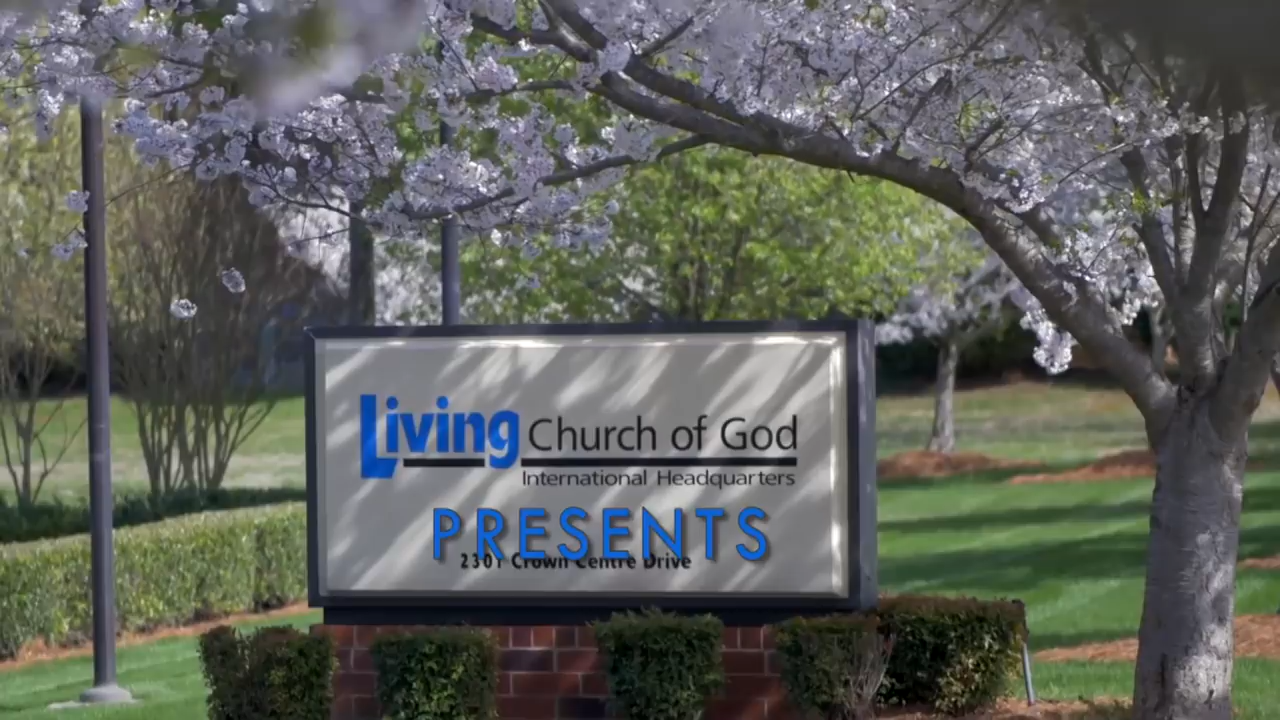 Living Church of God
International Headquarters
PRESENTS
2301 Crown Centre Drive